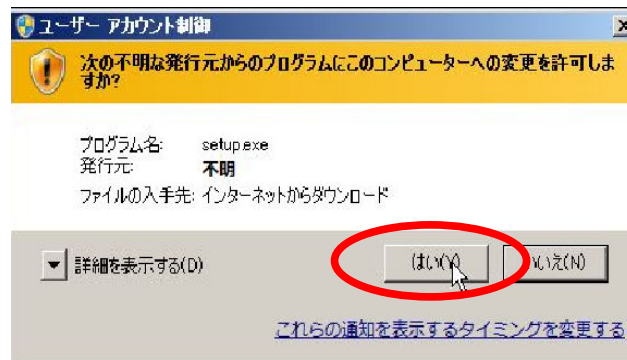 ユーザー アカウント制御
次の不明な発行元からのプログラムにこのコンピューターへの変更を許可しま
すか?
プログラム名: setup.exe
発行元: 不明
ファイルの入手先: インターネットからダウンロード
詳細を表示する(D) はい(Y) いいえ(N)
これらの通知を表示するタイミングを変更する